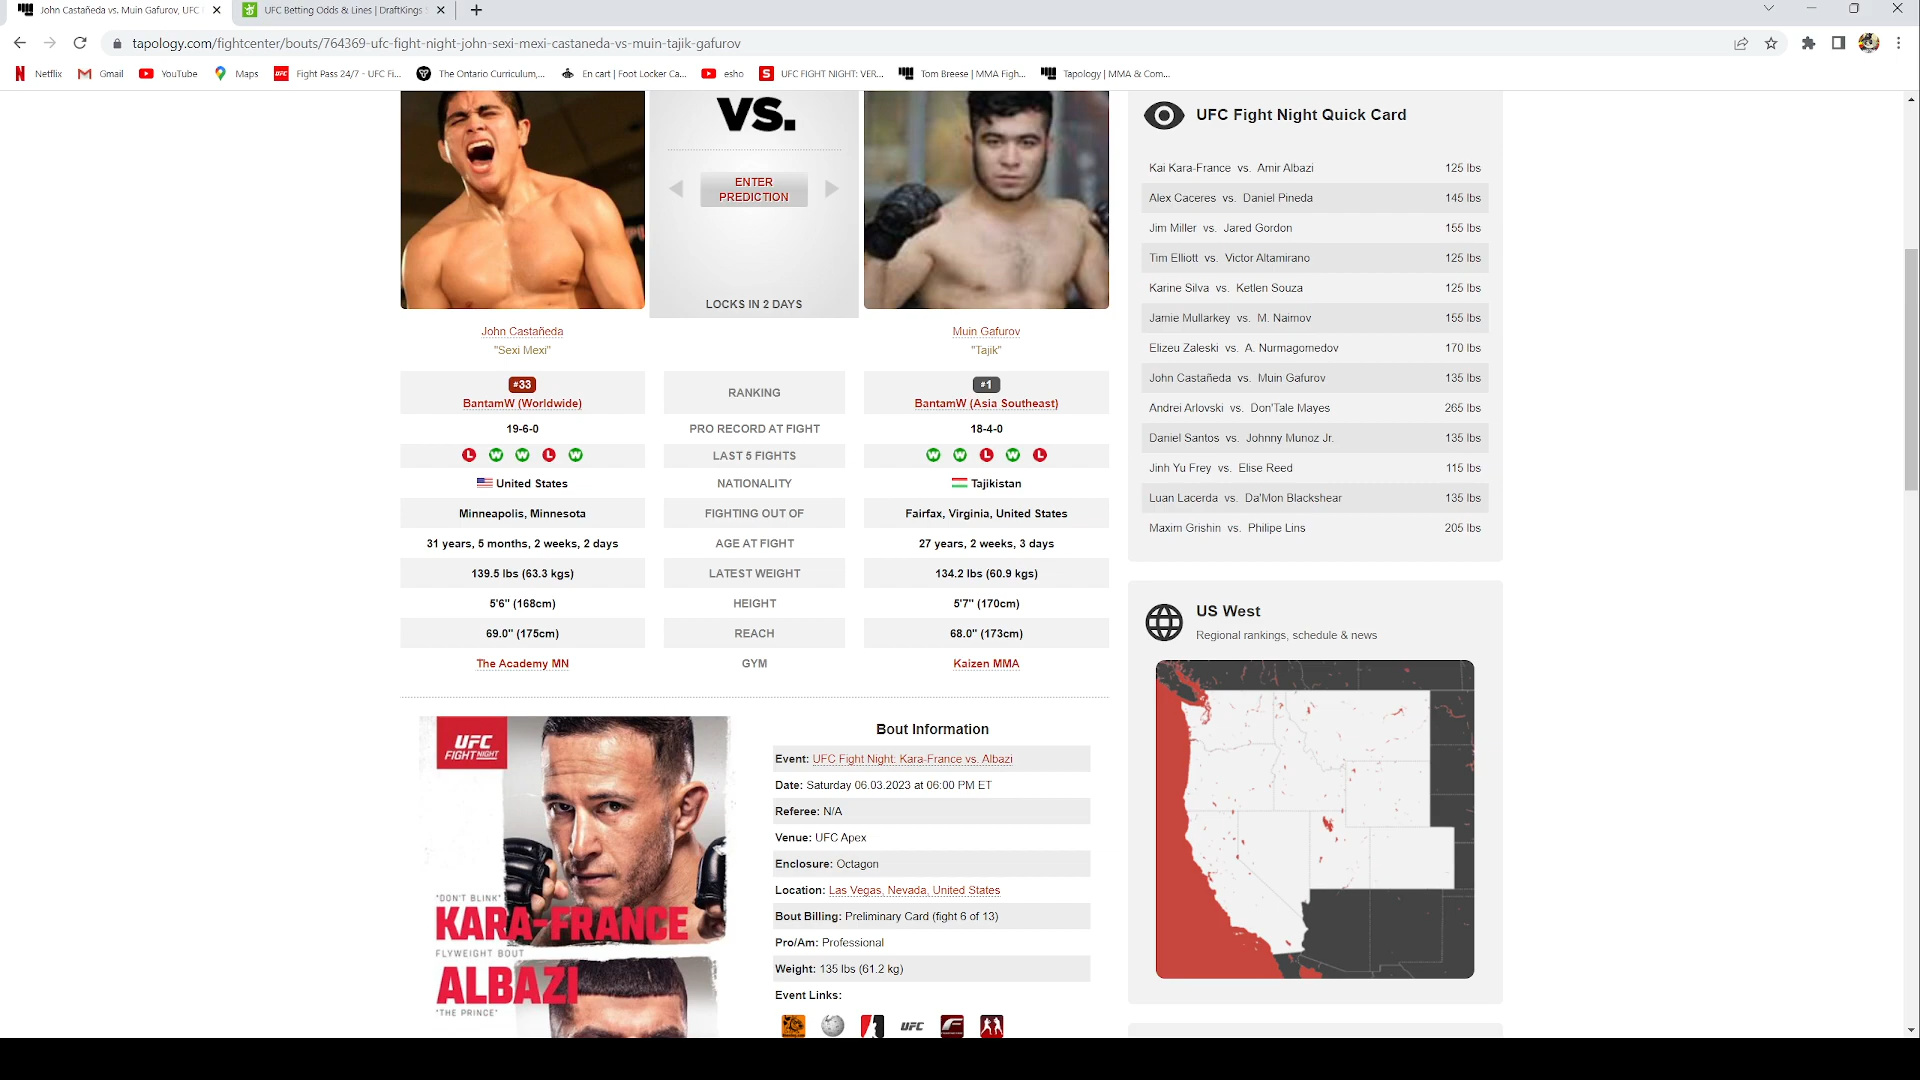 John Castañeda vs. Muin Gafurov, UFC
UFC Betting Odds & Lines | DraftKings
tapology.com/fightcenter/bouts/764369-ufc-fight-night-john-sexi-mexi-castaneda-vs-muin-tajik-gafurov
Netflix
Gmail
YouTube
Maps
Fight Pass 24/7 - UFC Fi...
The Ontario Curriculum,...
En cart | Foot Locker Ca...
esho
UFC FIGHT NIGHT: VER...
Tom Breese | MMA Figh...
Tapology | MMA & Com...
VS.
ENTER
PREDICTION
LOCKS IN 2 DAYS
John Castañeda
"Sexi Mexi"
Muin Gafurov
"Tajik"
#33
BantamW (Worldwide)
RANKING
#1
BantamW (Asia Southeast)
19-6-0
PRO RECORD AT FIGHT
18-4-0
L W W L W
LAST 5 FIGHTS
W W L W L
United States
NATIONALITY
Tajikistan
Minneapolis, Minnesota
FIGHTING OUT OF
Fairfax, Virginia, United States
31 years, 5 months, 2 weeks, 2 days
AGE AT FIGHT
27 years, 2 weeks, 3 days
139.5 lbs (63.3 kgs)
LATEST WEIGHT
134.2 lbs (60.9 kgs)
5'6" (168cm)
HEIGHT
5'7" (170cm)
69.0" (175cm)
REACH
68.0" (173cm)
The Academy MN
GYM
Kaizen MMA
UFC
FIGHT NIGHT
"DON'T BLINK"
KARA-FRANCE
FLYWEIGHT BOUT
ALBAZI
"THE PRINCE"
Bout Information
Event: UFC Fight Night: Kara-France vs. Albazi
Date: Saturday 06.03.2023 at 06:00 PM ET
Referee: N/A
Venue: UFC Apex
Enclosure: Octagon
Location: Las Vegas, Nevada, United States
Bout Billing: Preliminary Card (fight 6 of 13)
Pro/Am: Professional
Weight: 135 lbs (61.2 kg)
Event Links:
UFC
UFC Fight Night Quick Card
Kai Kara-France vs. Amir Albazi 125 lbs
Alex Caceres vs. Daniel Pineda 145 lbs
Jim Miller vs. Jared Gordon 155 lbs
Tim Elliott vs. Victor Altamirano 125 lbs
Karine Silva vs. Ketlen Souza 125 lbs
Jamie Mullarkey vs. M. Naimov 155 lbs
Elizeu Zaleski vs. A. Nurmagomedov 170 lbs
John Castañeda vs. Muin Gafurov 135 lbs
Andrei Arlovski vs. Don'Tale Mayes 265 lbs
Daniel Santos vs. Johnny Munoz Jr. 135 lbs
Jinh Yu Frey vs. Elise Reed 115 lbs
Luan Lacerda vs. Da'Mon Blackshear 135 lbs
Maxim Grishin vs. Philipe Lins 205 lbs
US West
Regional rankings, schedule & news